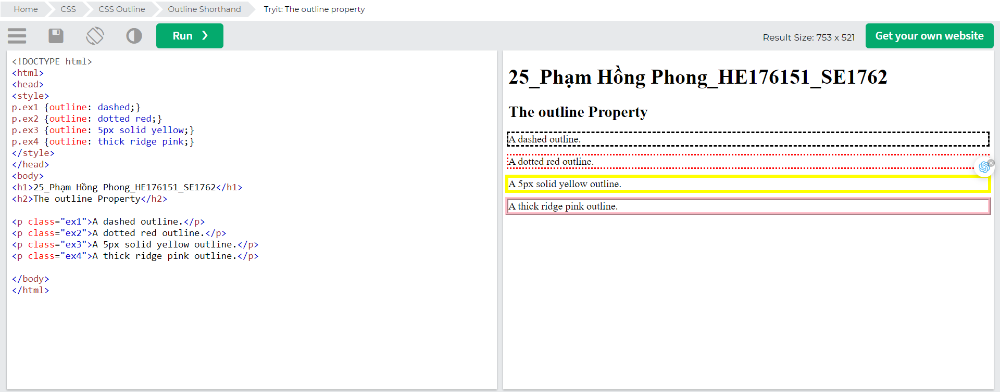 Home CSS CSS Outline Outline Shorthand Tryit: The outline property
Run ❯ Result Size: 753 x 521 Get your own website
<!DOCTYPE html>
<html>
<head>
<style>
p.ex1 {outline: dashed;}
p.ex2 {outline: dotted red;}
p.ex3 {outline: 5px solid yellow;}
p.ex4 {outline: thick ridge pink;}
</style>
</head>
<body>
<h1>25_Phạm Hồng Phong_HE176151_SE1762</h1>
<h2>The outline Property</h2>
<p class="ex1">A dashed outline.</p>
<p class="ex2">A dotted red outline.</p>
<p class="ex3">A 5px solid yellow outline.</p>
<p class="ex4">A thick ridge pink outline.</p>
</body>
</html>
25_Phạm Hồng Phong_HE176151_SE1762
The outline Property
A dashed outline.
A dotted red outline.
A 5px solid yellow outline.
A thick ridge pink outline.